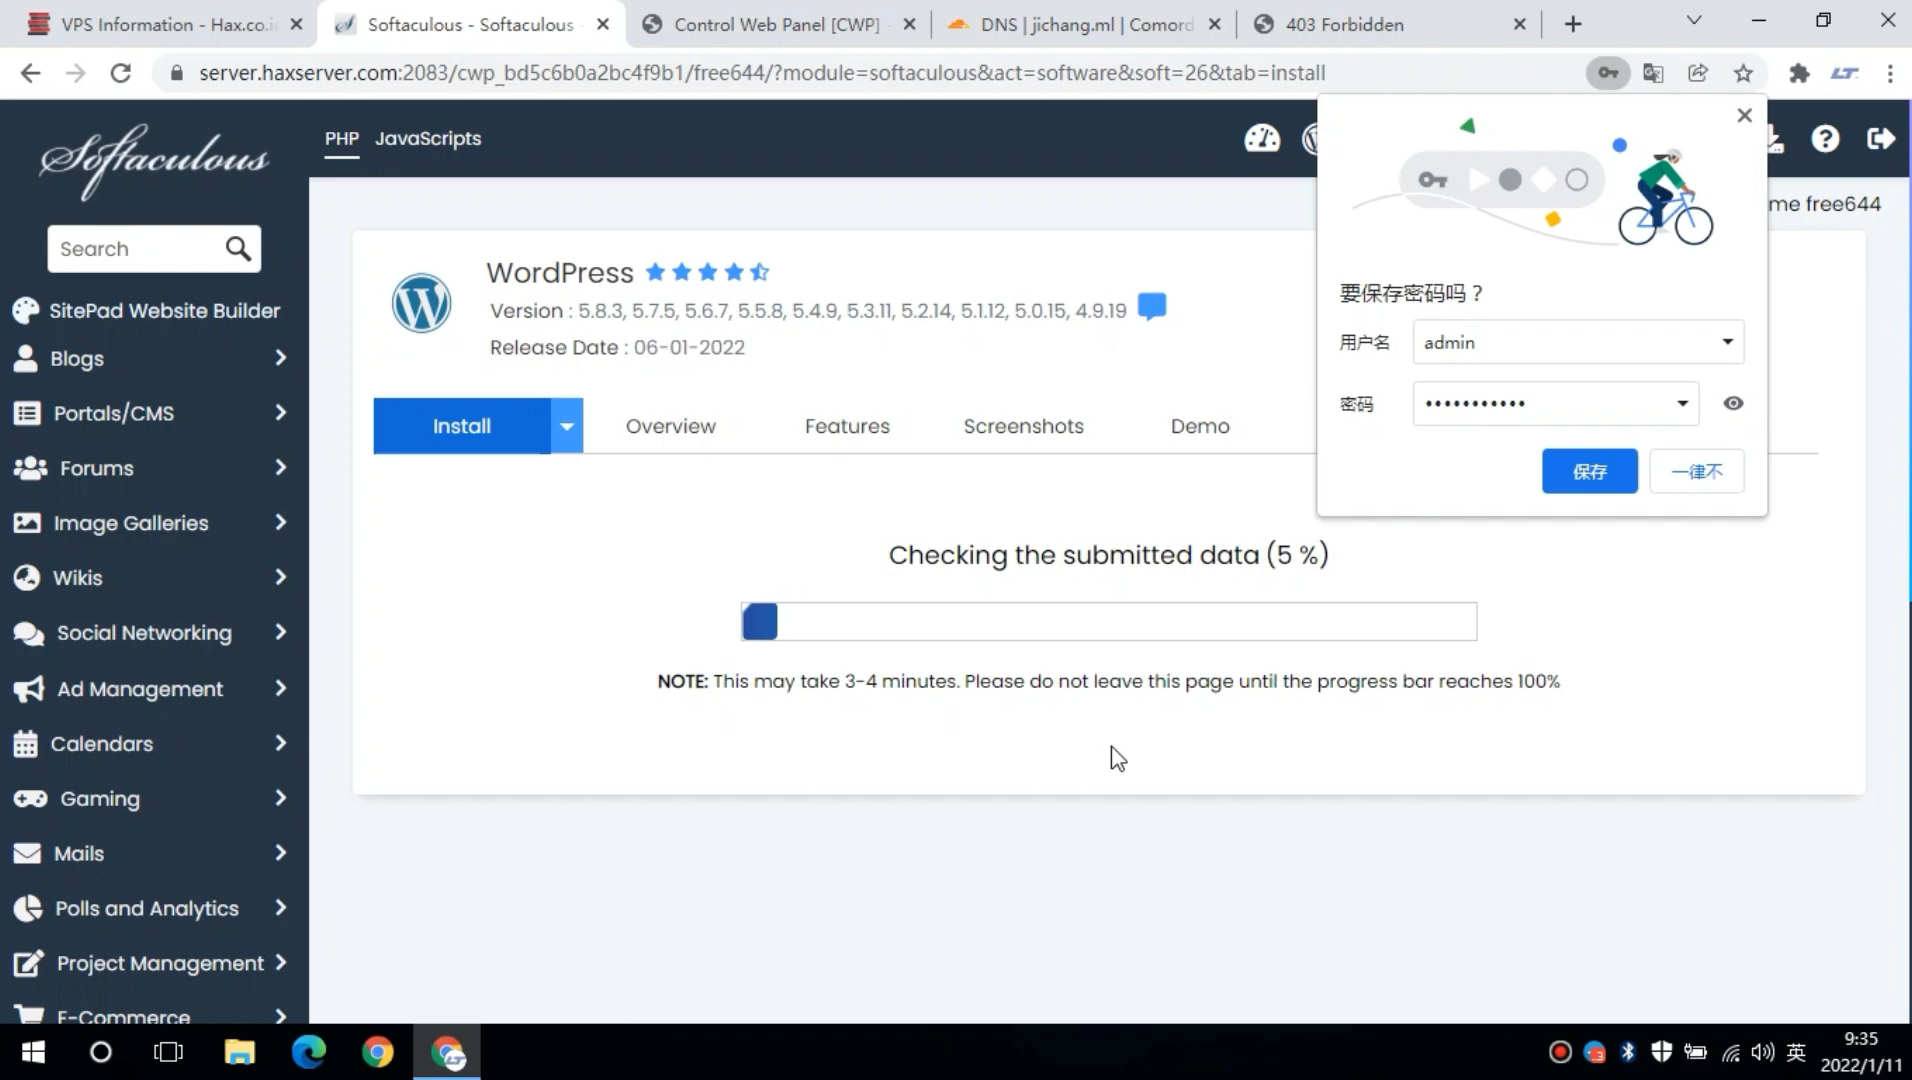 VPS Information - Hax.co.i
Softaculous - Softaculous -
Control Web Panel [CWP] -
DNS | jichang.ml | Comord
403 Forbidden
server.haxserver.com:2083/cwp_bd5c6b0a2bc4f9b1/free644/?module=softaculous&act=software&soft=26&tab=install
LT
Softaculous
PHP JavaScripts
me free644
Search
SitePad Website Builder
Blogs
Portals/CMS
Forums
Image Galleries
Wikis
Social Networking
Ad Management
Calendars
Gaming
Mails
Polls and Analytics
Project Management
E-Commerce
WordPress
Version : 5.8.3, 5.7.5, 5.6.7, 5.5.8, 5.4.9, 5.3.11, 5.2.14, 5.1.12, 5.0.15, 4.9.19
Release Date : 06-01-2022
Install Overview Features Screenshots Demo
Checking the submitted data (5 %)
NOTE: This may take 3-4 minutes. Please do not leave this page until the progress bar reaches 100%
要保存密码吗？
用户名 admin
密码 •••••••••••
保存 一律不
英
9:35
2022/1/11